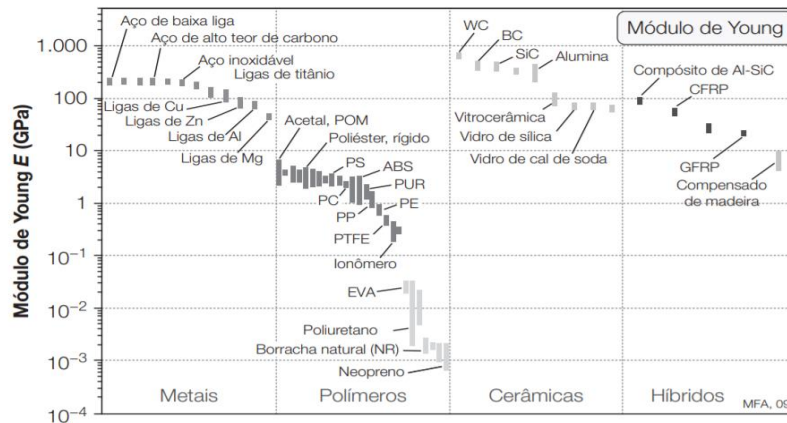 Módulo de Young
Módulo de Young E (GPa)
1.000
100
10
1
10⁻¹
10⁻²
10⁻³
10⁻⁴
Aço de baixa liga
Aço de alto teor de carbono
Aço inoxidável
Ligas de titânio
Ligas de Cu
Ligas de Zn
Ligas de Al
Ligas de Mg
Metais
Acetal, POM
Poliéster, rígido
PS
ABS
PUR
PC
PP
PE
PTFE
Ionômero
EVA
Poliuretano
Borracha natural (NR)
Neopreno
Polímeros
WC
BC
SiC
Alumina
Vitrocerâmica
Vidro de sílica
Vidro de cal de soda
Cerâmicas
Compósito de Al-SiC
CFRP
GFRP
Compensado
de madeira
Híbridos
MFA, 09